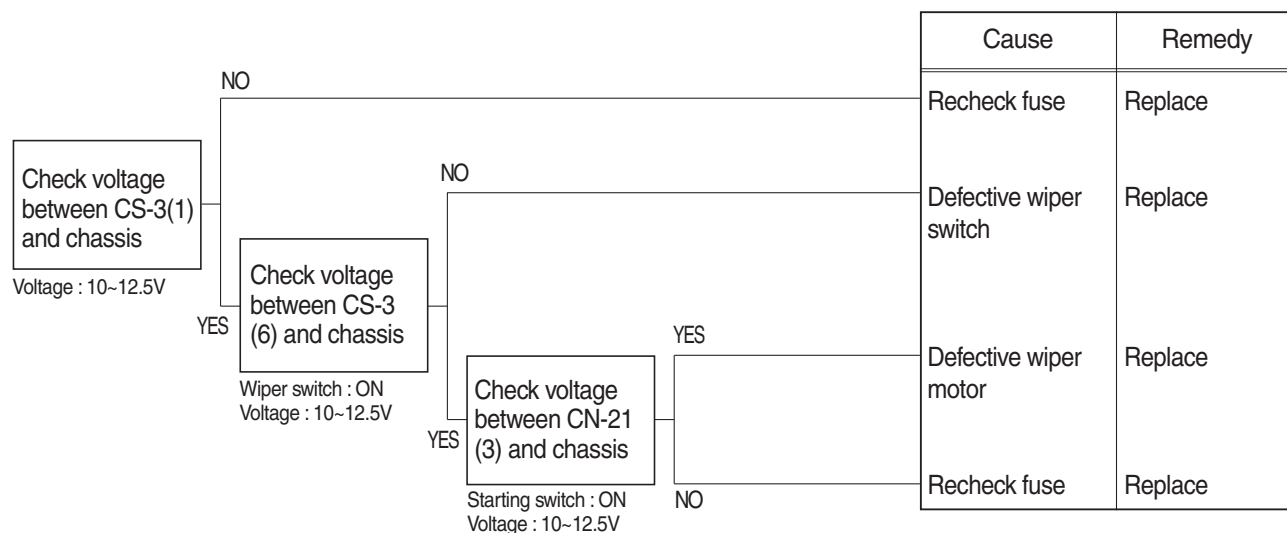 Cause
Remedy
NO
Recheck fuse
Replace
Check voltage
between CS-3(1)
and chassis
Voltage : 10~12.5V
NO
Defective wiper
switch
Replace
YES
Check voltage
between CS-3
(6) and chassis
Wiper switch : ON
Voltage : 10~12.5V
YES
Defective wiper
motor
Replace
YES
Check voltage
between CN-21
(3) and chassis
Starting switch : ON
Voltage : 10~12.5V
NO
Recheck fuse
Replace